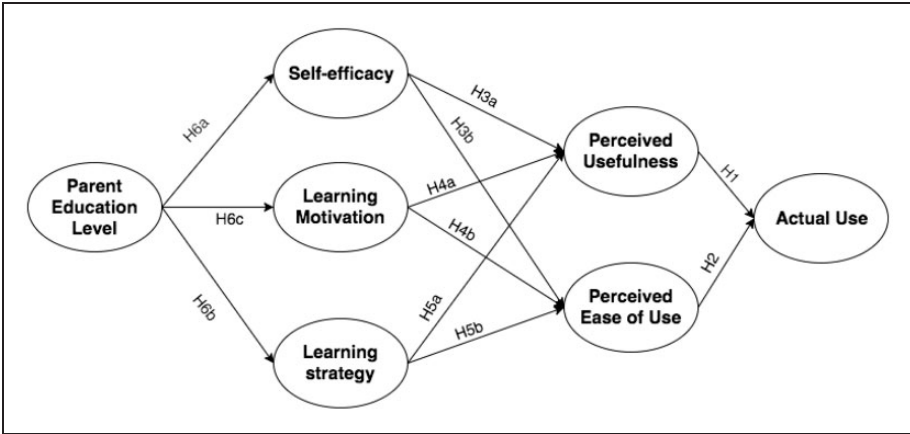 Self-efficacy
H3a
H6a
H3b
Perceived
Usefulness
Parent
Education
Level
Learning
Motivation
H4a
H1
H6c
Actual Use
H4b
H2
H6b
H5a
Perceived
Ease of Use
H5b
Learning
strategy